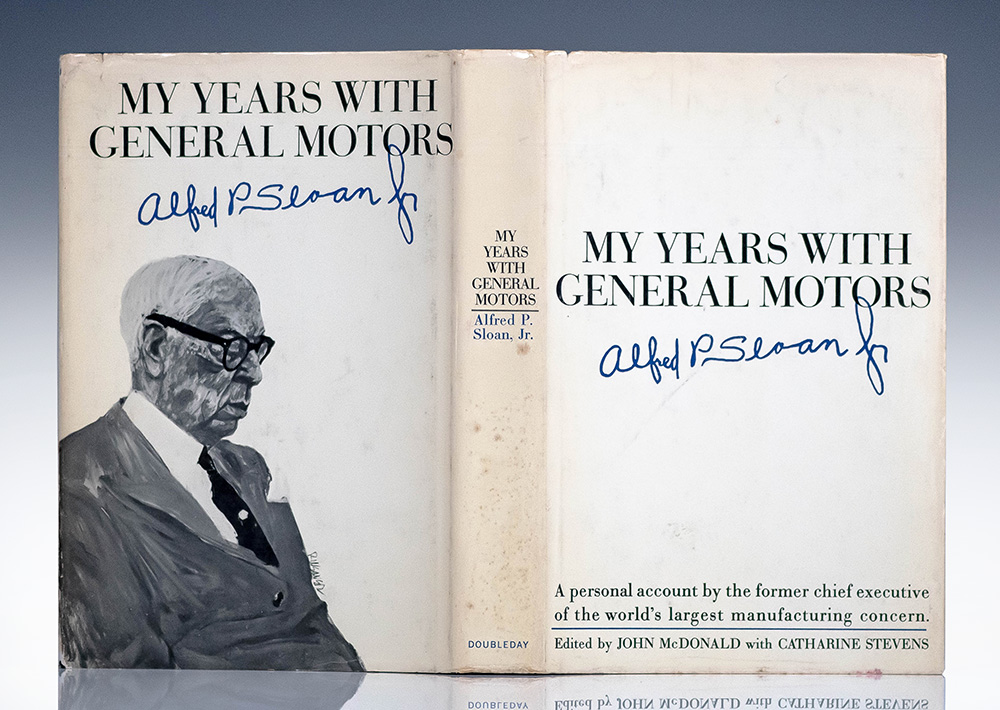 MY YEARS WITH
GENERAL MOTORS
Alfred P. Sloan Jr
MY
YEARS
WITH
GENERAL
MOTORS
Alfred P.
Sloan, Jr.
DOUBLEDAY
MY YEARS WITH
GENERAL MOTORS
Alfred P. Sloan Jr
A personal account by the former chief executive
of the world's largest manufacturing concern.
Edited by JOHN McDONALD with CATHARINE STEVENS